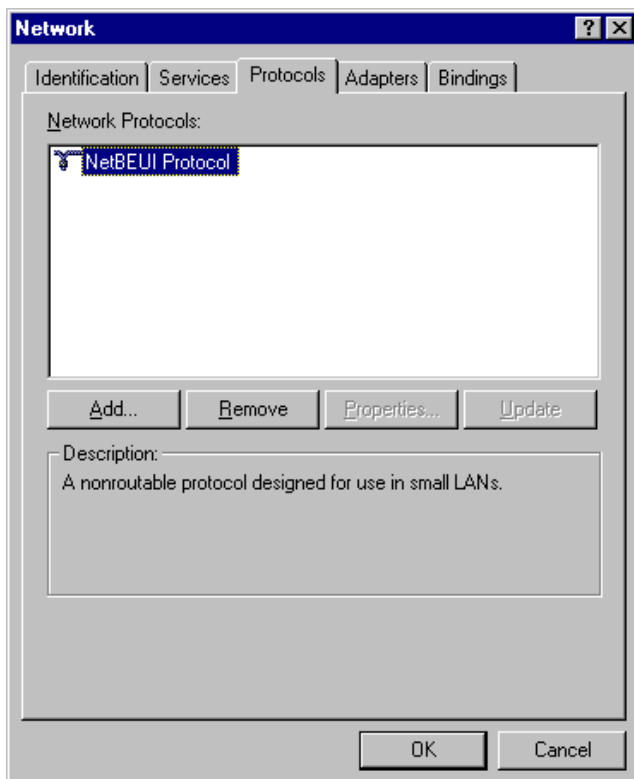 Network
Identification Services Protocols Adapters Bindings
Network Protocols:
NetBEUI Protocol
Add... Remove Properties... Update
Description:
A nonroutable protocol designed for use in small LANs.
OK Cancel